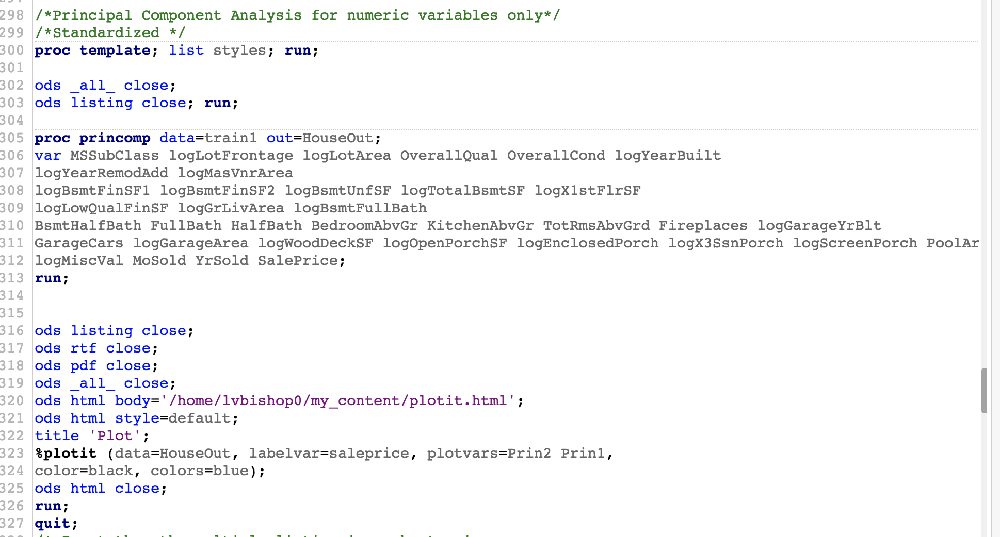 298 /*Principal Component Analysis for numeric variables only*/
299 /*Standardized */
300 proc template; list styles; run;
301
302 ods _all_ close;
303 ods listing close; run;
304
305 proc princomp data=train1 out=HouseOut;
306 var MSSubClass logLotFrontage logLotArea OverallQual OverallCond logYearBuilt
307 logYearRemodAdd logMasVnrArea
308 logBsmtFinSF1 logBsmtFinSF2 logBsmtUnfSF logTotalBsmtSF logX1stFlrSF
309 logLowQualFinSF logGrLivArea logBsmtFullBath
310 BsmtHalfBath FullBath HalfBath BedroomAbvGr KitchenAbvGr TotRmsAbvGrd Fireplaces logGarageYrBlt
311 GarageCars logGarageArea logWoodDeckSF logOpenPorchSF logEnclosedPorch logX3SsnPorch logScreenPorch PoolAr
312 logMiscVal MoSold YrSold SalePrice;
313 run;
314
315
316 ods listing close;
317 ods rtf close;
318 ods pdf close;
319 ods _all_ close;
320 ods html body='/home/lvbishop0/my_content/plotit.html';
321 ods html style=default;
322 title 'Plot';
323 %plotit (data=HouseOut, labelvar=saleprice, plotvars=Prin2 Prin1,
324 color=black, colors=blue);
325 ods html close;
326 run;
327 quit;